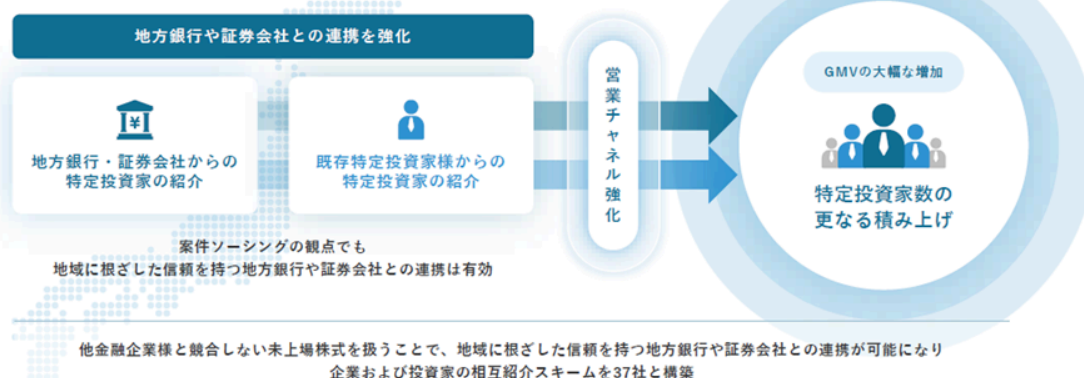 地方銀行や証券会社との連携を強化
地方銀行・証券会社からの
特定投資家の紹介
既存特定投資家様からの
特定投資家の紹介
営業チャネル強化
GMVの大幅な増加
特定投資家数の
更なる積み上げ
案件ソーシングの観点でも
地域に根ざした信頼を持つ地方銀行や証券会社との連携は有効
他金融企業様と競合しない未上場株式を扱うことで、地域に根ざした信頼を持つ地方銀行や証券会社との連携が可能になり
企業および投資家の相互紹介スキームを37社と構築